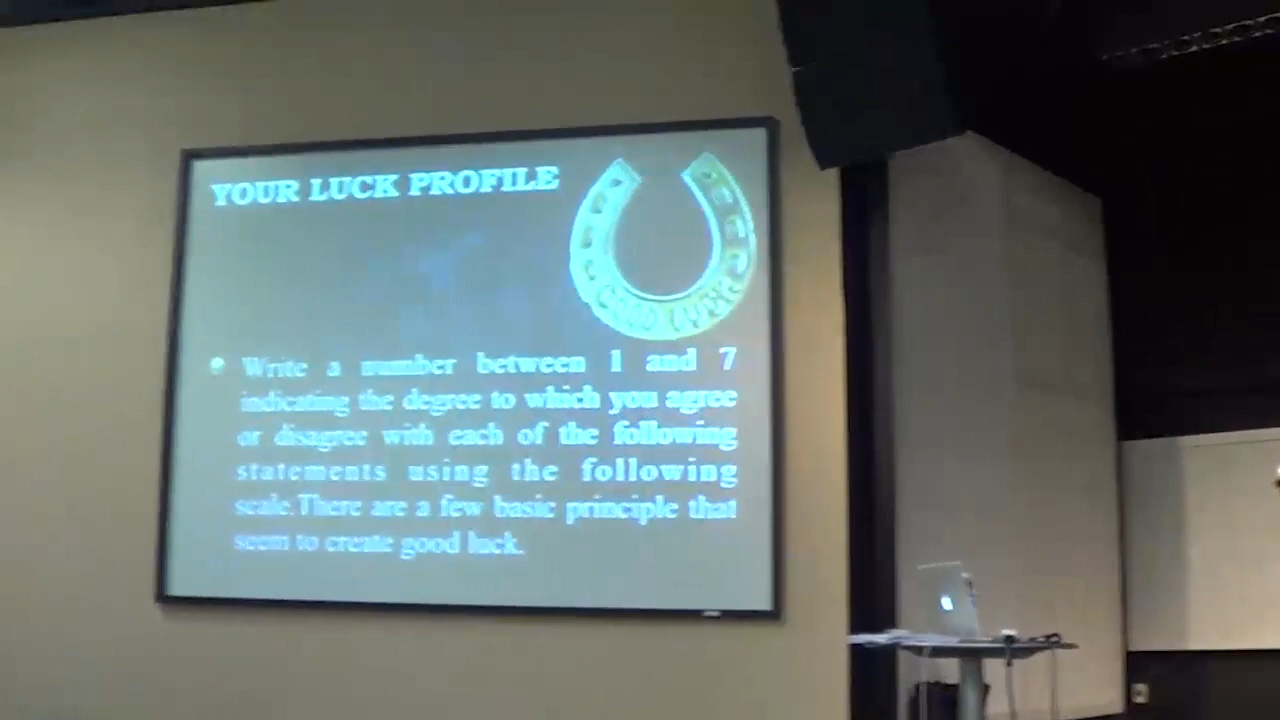 YOUR LUCK PROFILE
GOOD LUCK
Write a number between 1 and 7
indicating the degree to which you agree
or disagree with each of the following
statements using the following
scale.There are a few basic principle that
seem to create good luck.